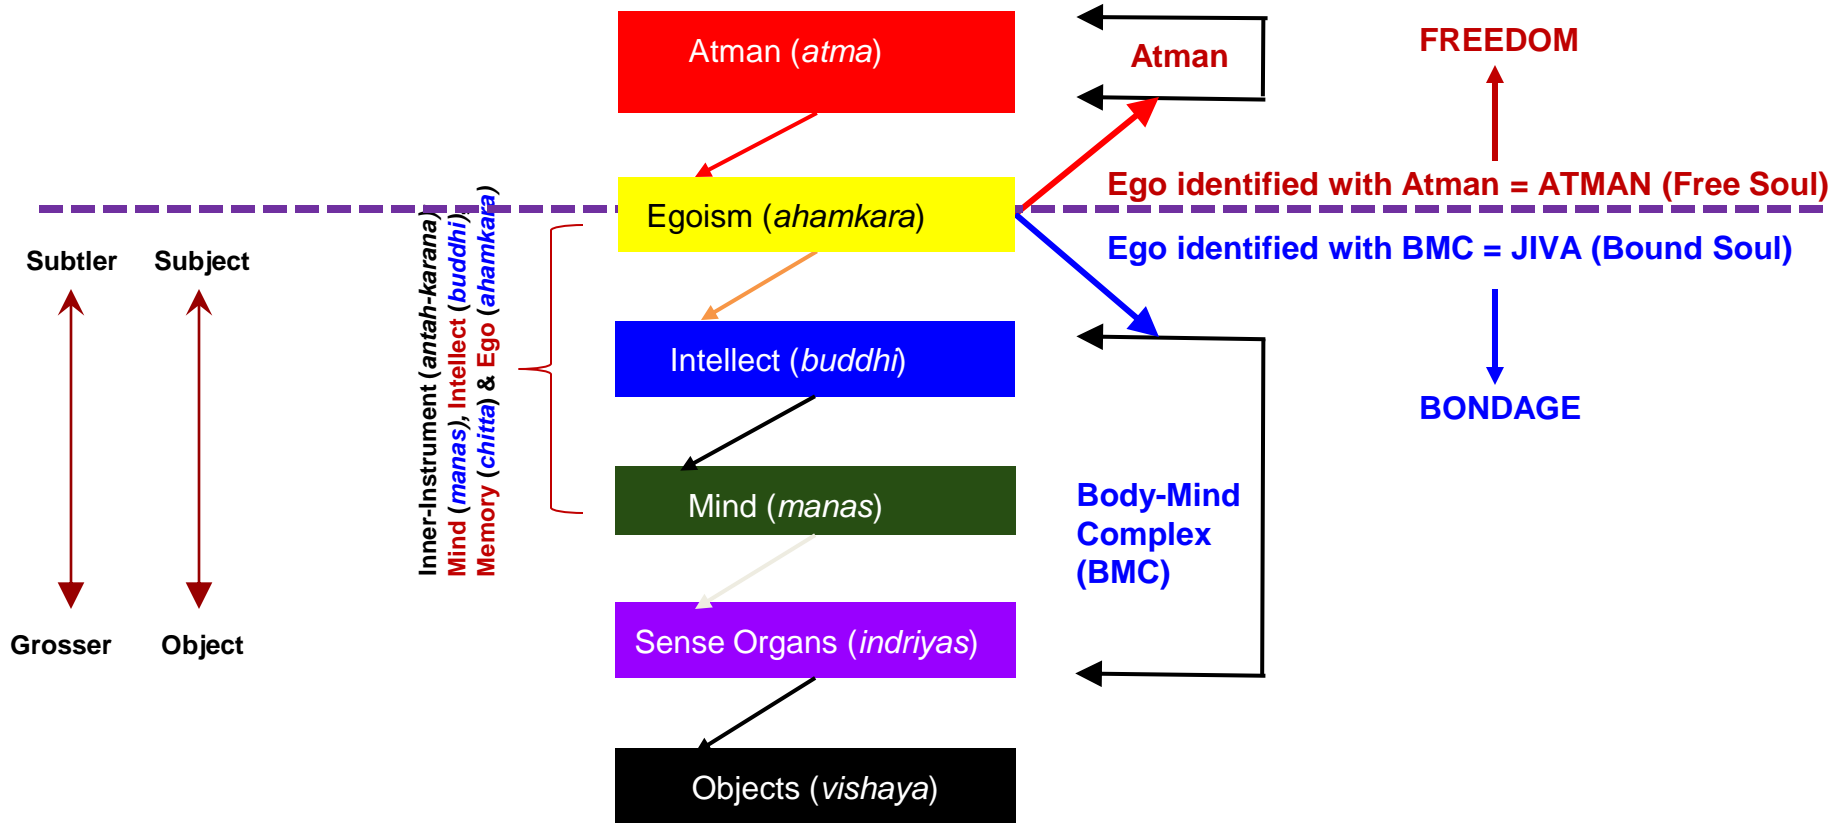 Atman (atma)
Atman
FREEDOM
Egoism (ahamkara)
Ego identified with Atman = ATMAN (Free Soul)
Ego identified with BMC = JIVA (Bound Soul)
Subtler
Subject
Inner-Instrument (antah-karana)
Mind (manas), Intellect (buddhi),
Memory (chitta) & Ego (ahamkara)
Intellect (buddhi)
BONDAGE
Mind (manas)
Body-Mind
Complex
(BMC)
Grosser
Object
Sense Organs (indriyas)
Objects (vishaya)